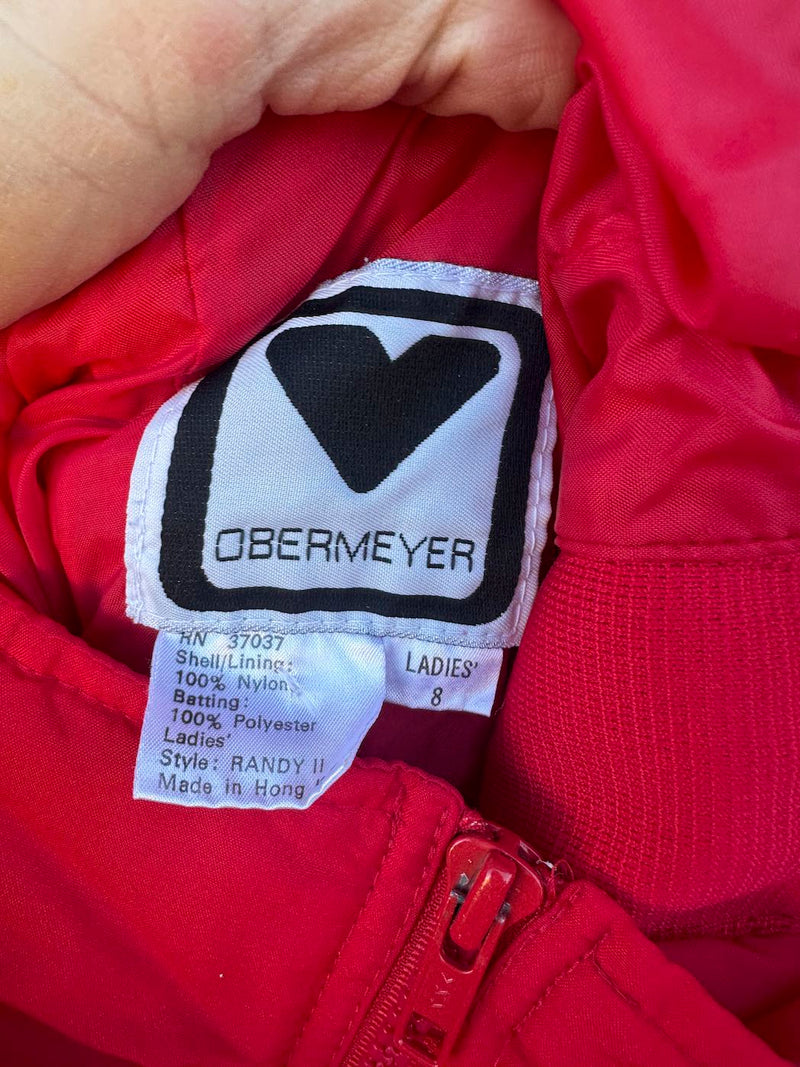 OBERMEYER
RN 37037
Shell/Lining:
100% Nylon
Batting:
100% Polyester
Ladies'
Style: RANDY II
Made in Hong
LADIES'
8